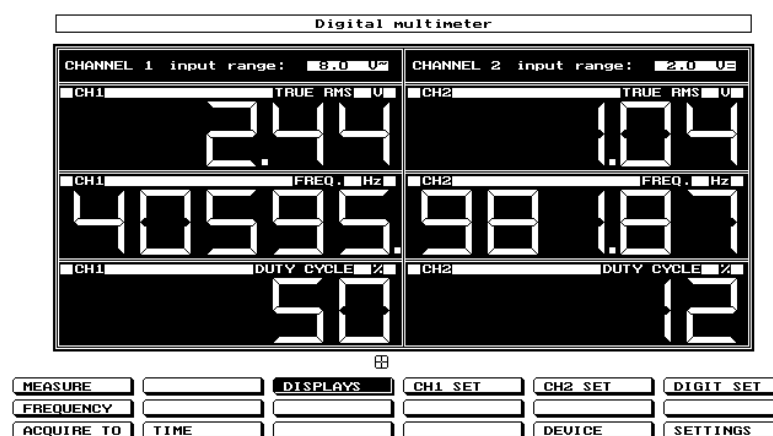 Digital multimeter
CHANNEL 1 input range: 8.0 V~ CHANNEL 2 input range: 2.0 V=
CH1 TRUE RMS V CH2 TRUE RMS V
2.44 1.04
CH1 FREQ. Hz CH2 FREQ. Hz
40595. 981.87
CH1 DUTY CYCLE % CH2 DUTY CYCLE %
50 12
MEASURE DISPLAYS CH1 SET CH2 SET DIGIT SET
FREQUENCY
ACQUIRE TO TIME DEVICE SETTINGS